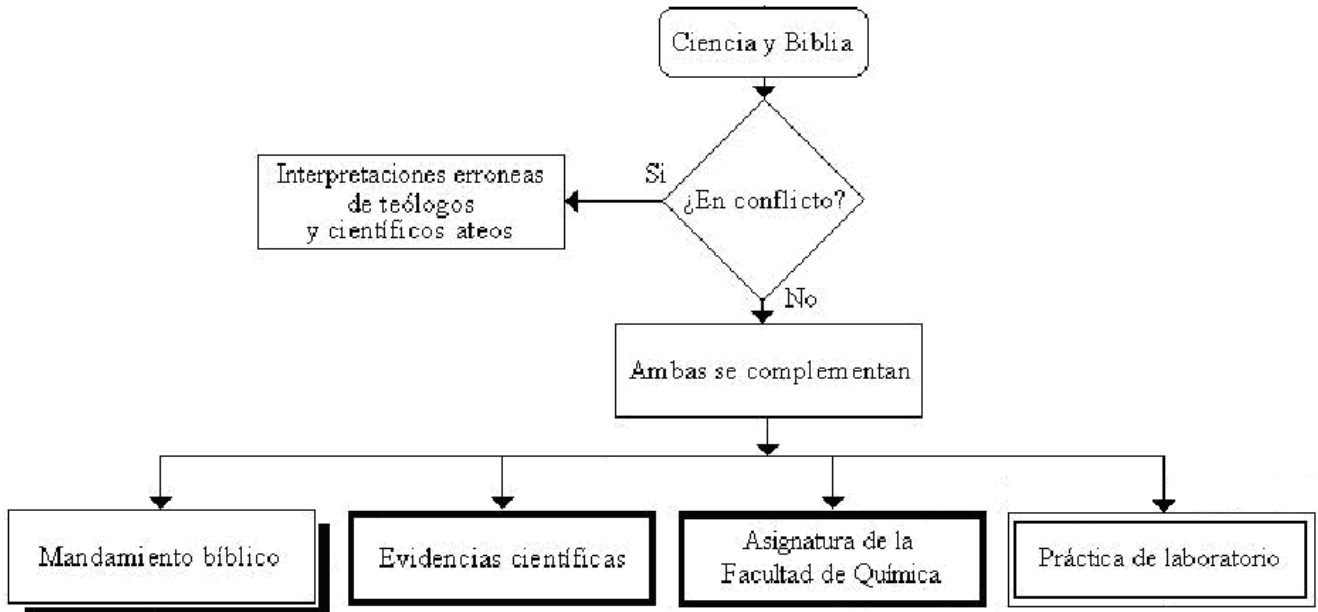 Ciencia y Biblia
Si
¿En conflicto?
Interpretaciones erroneas
de teólogos
y científicos ateos
No
Ambas se complementan
Mandamiento bíblico
Evidencias científicas
Asignatura de la
Facultad de Química
Práctica de laboratorio